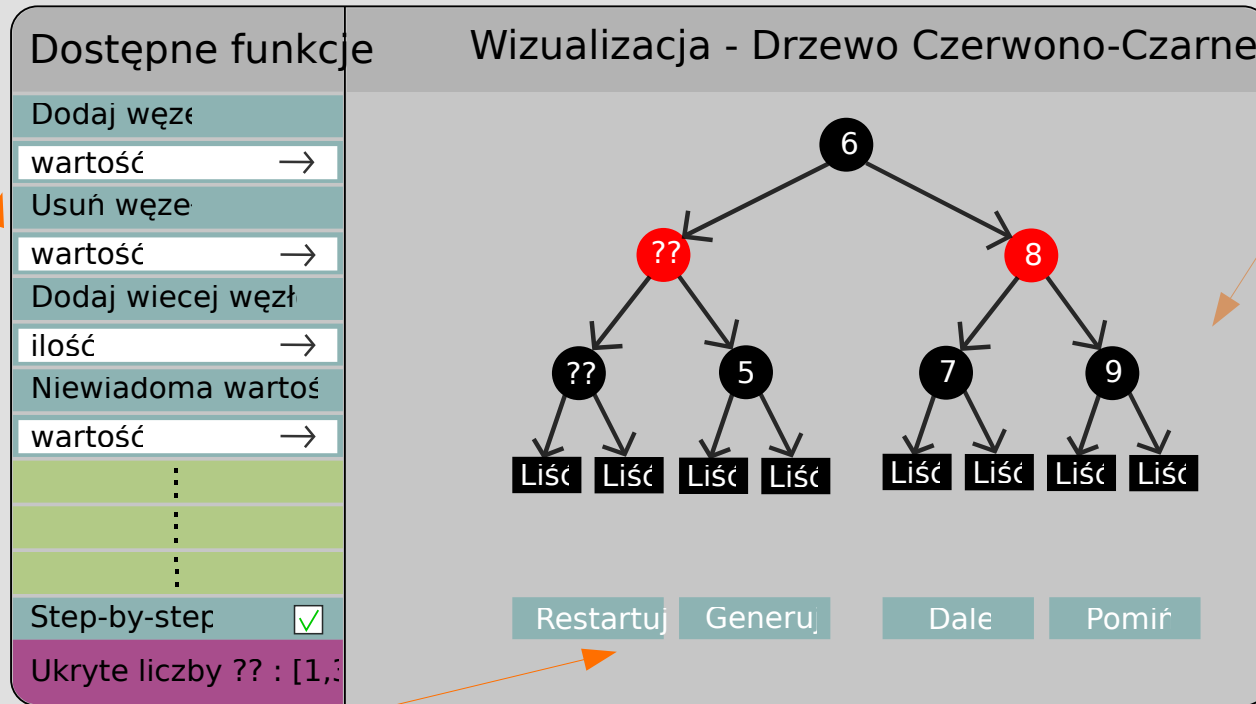 Dostępne funkcje
Wizualizacja - Drzewo Czerwono-Czarne
Dodaj węze
wartość
Usuń węze
wartość
Dodaj wiecej węzł
ilość
Niewiadoma wartoś
wartość
Step-by-step
Ukryte liczby ?? : [1,3
6
?? 8
?? 5 7 9
Liść Liść Liść Liść Liść Liść Liść Liść
Restartuj Generuj Dale Pomiń